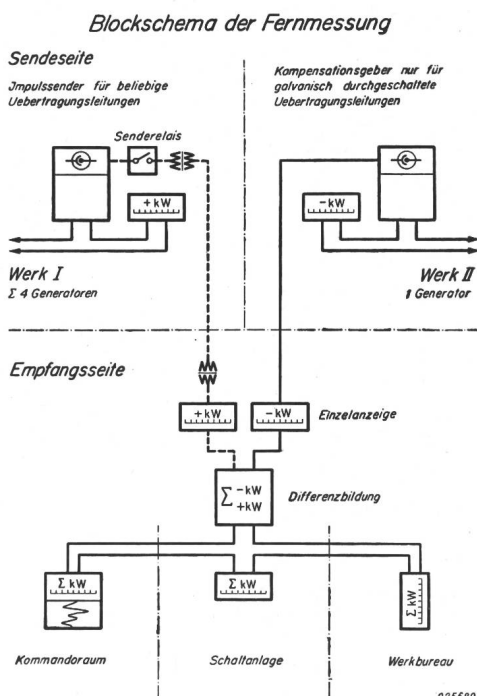 Blockschema der Fernmessung
Sendeseite
Impulssender für beliebige
Uebertragungsleitungen
Kompensationsgeber nur für
galvanisch durchgeschaltete
Uebertragungsleitungen
Senderelais
+kW
-kW
Werk I
Σ 4 Generatoren
Werk II
1 Generator
Empfangsseite
+kW
-kW
Einzelanzeige
Σ -kW
+kW
Differenzbildung
Σ kW
Σ kW
Σ kW
Kommandoraum
Schaltanlage
Werkbureau